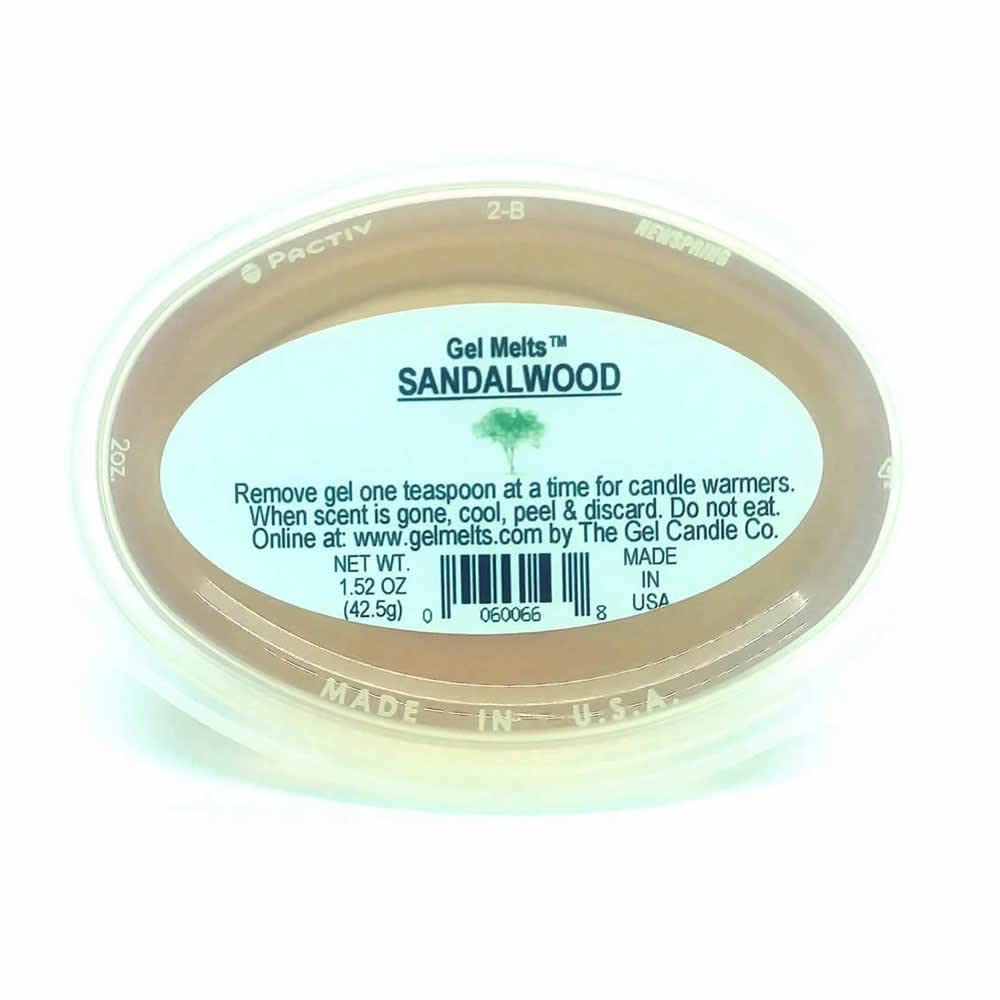 PACTIV
2-B
NEWSPRING
2oz.
Gel Melts™
SANDALWOOD
Remove gel one teaspoon at a time for candle warmers.
When scent is gone, cool, peel & discard. Do not eat.
Online at: www.gelmelts.com by The Gel Candle Co.
NET WT.
1.52 OZ
(42.5g)
0 060066 8
MADE
IN
USA
MADE IN U.S.A.